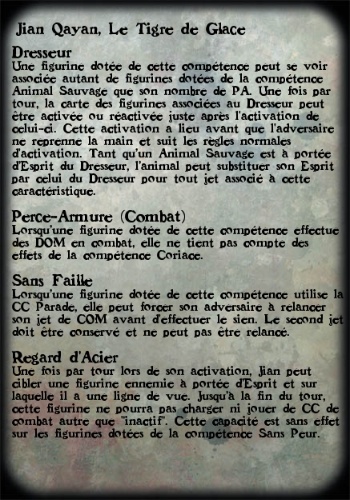 Jian Qayan, Le Tigre de Glace
Dresseur
Une figurine dotée de cette compétence peut se voir
associée autant de figurines dotées de la compétence
Animal Sauvage que son nombre de PA. Une fois par
tour, la carte des figurines associées au Dresseur peut
être activée ou réactivée juste après l'activation de
celui-ci. Cette activation a lieu avant que l'adversaire
ne reprenne la main et suit les règles normales
d'activation. Tant qu'un Animal Sauvage est à portée
d'Esprit du Dresseur, l'animal peut substituer son Esprit
par celui du Dresseur pour tout jet associé à cette
caractéristique.
Perce-Armure (Combat)
Lorsqu'une figurine dotée de cette compétence effectue
des DOM en combat, elle ne tient pas compte des
effets de la compétence Coriace.
Sans Faille
Lorsqu'une figurine dotée de cette compétence utilise la
CC Parade, elle peut forcer son adversaire à relancer
son jet de COM avant d'effectuer le sien. Le second jet
doit être conservé et ne peut pas être relancé.
Regard d'Acier
Une fois par tour lors de son activation, Jian peut
cibler une figurine ennemie à portée d'Esprit et sur
laquelle il a une ligne de vue. Jusqu'à la fin du tour,
cette figurine ne pourra pas charger ni jouer de CC de
combat autre que "inactif". Cette capacité est sans effet
sur les figurines dotées de la compétence Sans Peur.